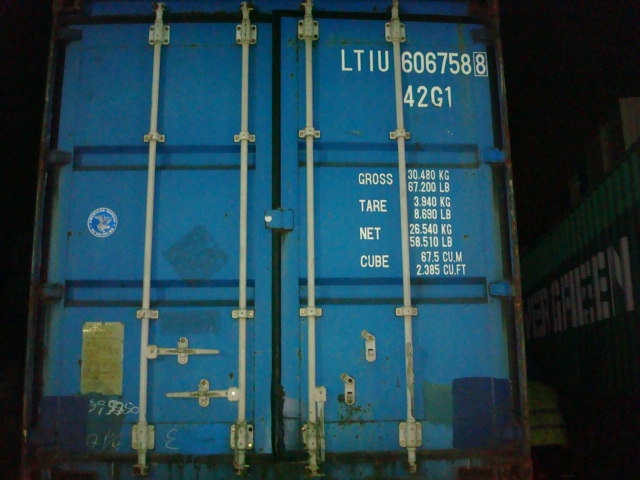 LTIU 606758 8
42G1
GROSS 30.480 KG
67.200 LB
TARE 3.940 KG
8.690 LB
NET 26.540 KG
58.510 LB
CUBE 67.5 CU.M
2.385 CU.FT